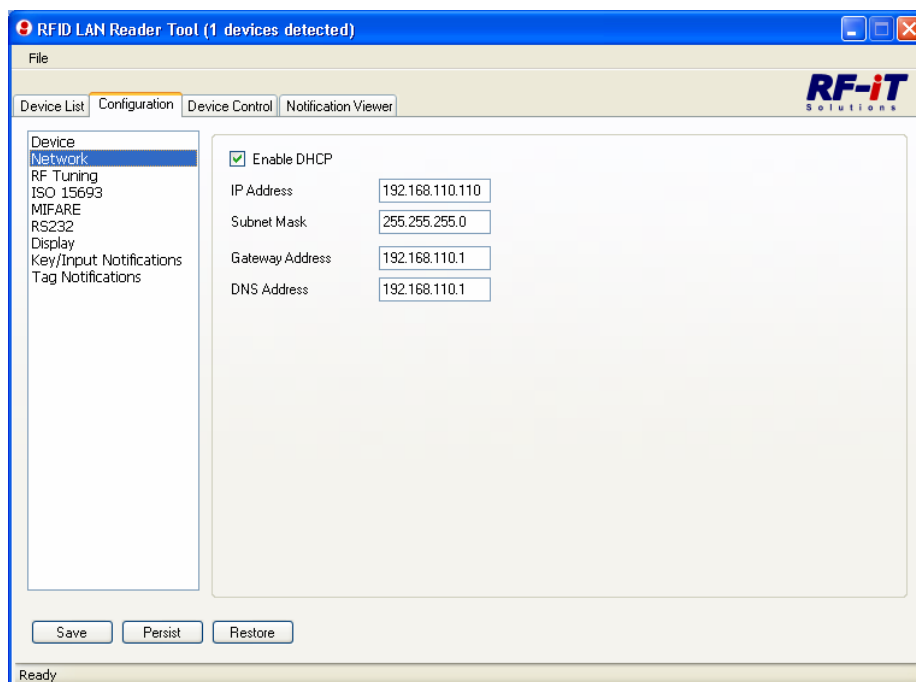 RFID LAN Reader Tool (1 devices detected)
File
RF-iT
Solutions
Device List Configuration Device Control Notification Viewer
Device
Network
RF Tuning
ISO 15693
MIFARE
RS232
Display
Key/Input Notifications
Tag Notifications
Enable DHCP
IP Address 192.168.110.110
Subnet Mask 255.255.255.0
Gateway Address 192.168.110.1
DNS Address 192.168.110.1
Save Persist Restore
Ready